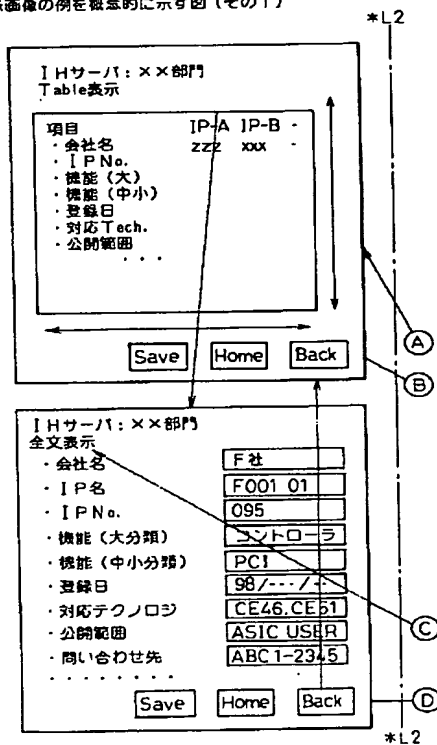 画像の例を概念的に示す図(その1)
*L2
IHサーバ:××部門
Table表示
項目 IP-A IP-B -
・会社名 zzz xxx
・IPNo.
・機能(大)
・機能(中小)
・登録日
・対応Tech.
・公開範囲
・・・
Save Home Back
A
B
IHサーバ:××部門
全文表示
・会社名 F社
・IP名 F001 01
・IPNo. 095
・機能(大分類) コントローラ
・機能(中小分類) PCI
・登録日 98/---/--
・対応テクノロジ CE46.CE51
・公開範囲 ASIC USER
・問い合わせ先 ABC1-2345
・・・・・・・・
C
Save Home Back
D
*L2